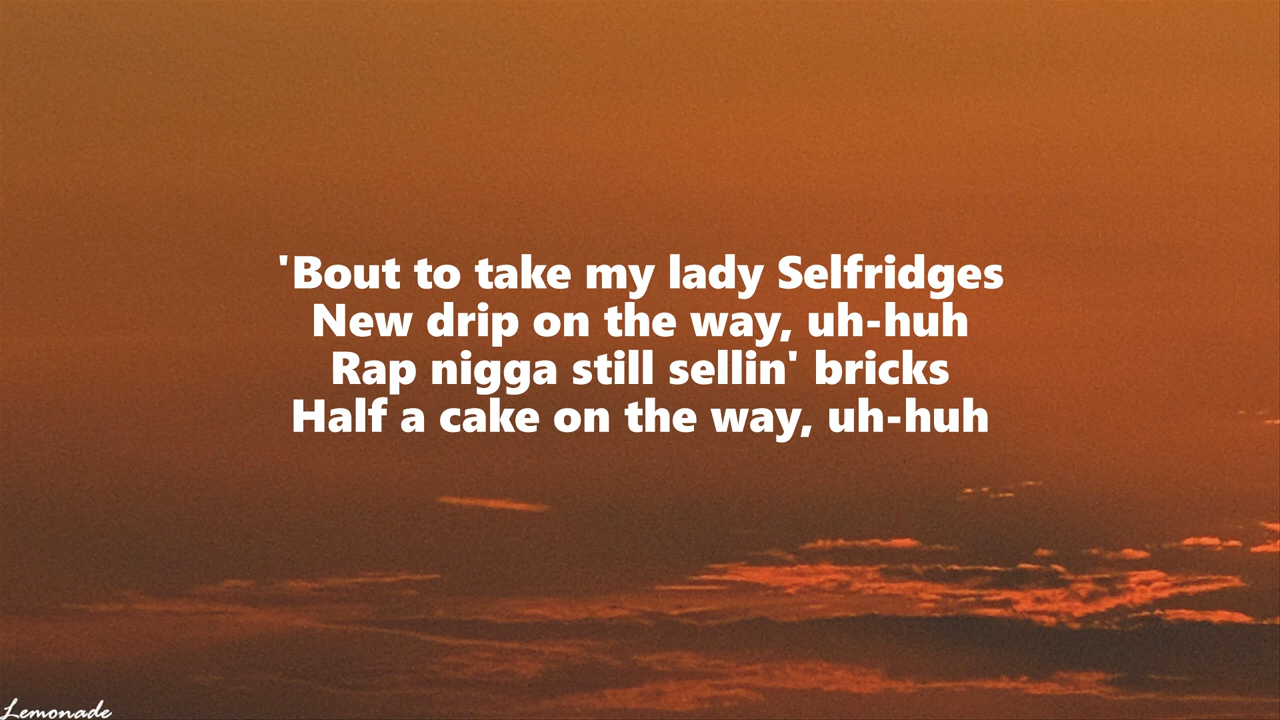 'Bout to take my lady Selfridges
New drip on the way, uh-huh
Rap nigga still sellin' bricks
Half a cake on the way, uh-huh
Lemonade